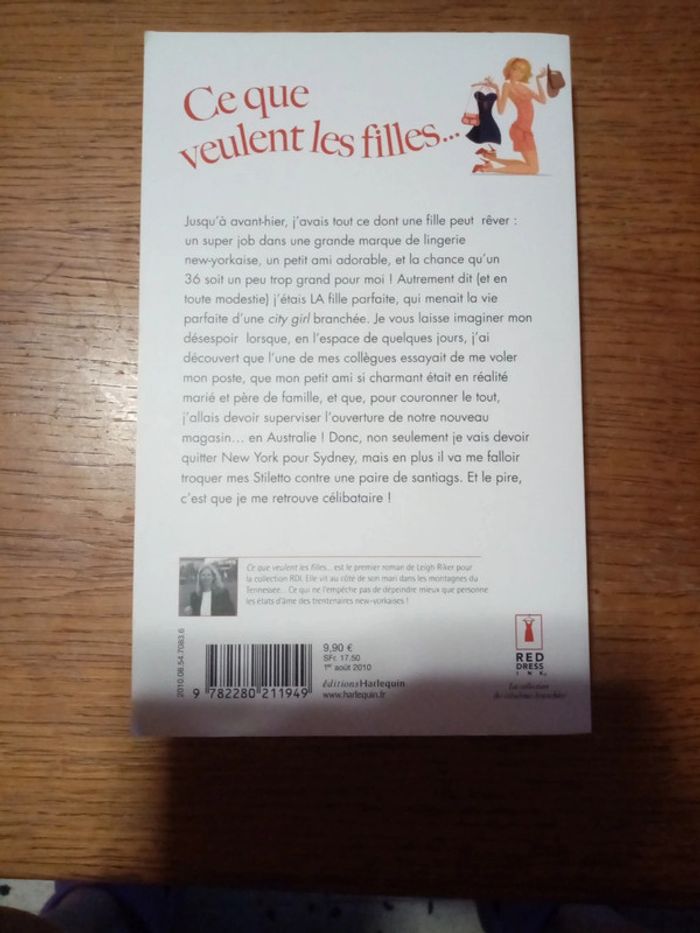 Ce que
veulent les filles...
Jusqu'à avant-hier, j'avais tout ce dont une fille peut rêver :
un super job dans une grande marque de lingerie
new-yorkaise, un petit ami adorable, et la chance qu'un
36 soit un peu trop grand pour moi ! Autrement dit (et en
toute modestie) j'étais LA fille parfaite, qui menait la vie
parfaite d'une city girl branchée. Je vous laisse imaginer mon
désespoir lorsque, en l'espace de quelques jours, j'ai
découvert que l'une de mes collègues essayait de me voler
mon poste, que mon petit ami si charmant était en réalité
marié et père de famille, et que, pour couronner le tout,
j'allais devoir superviser l'ouverture de notre nouveau
magasin... en Australie ! Donc, non seulement je vais devoir
quitter New York pour Sydney, mais en plus il va me falloir
troquer mes Stiletto contre une paire de santiags. Et le pire,
c'est que je me retrouve célibataire !
Ce que veulent les filles... est le premier roman de Leigh Riker pour
la collection RDI. Elle vit au côté de son mari dans les montagnes du
Tennessee... Ce qui ne l'empêche pas de dépeindre mieux que personne
les états d'âme des trentenaires new-yorkaises !
2010.08.54.7083.6
9 782280 211949
9,90 €
SFr. 17.50
1er août 2010
éditionsHarlequin
www.harlequin.fr
RED
DRESS
INK
La collection